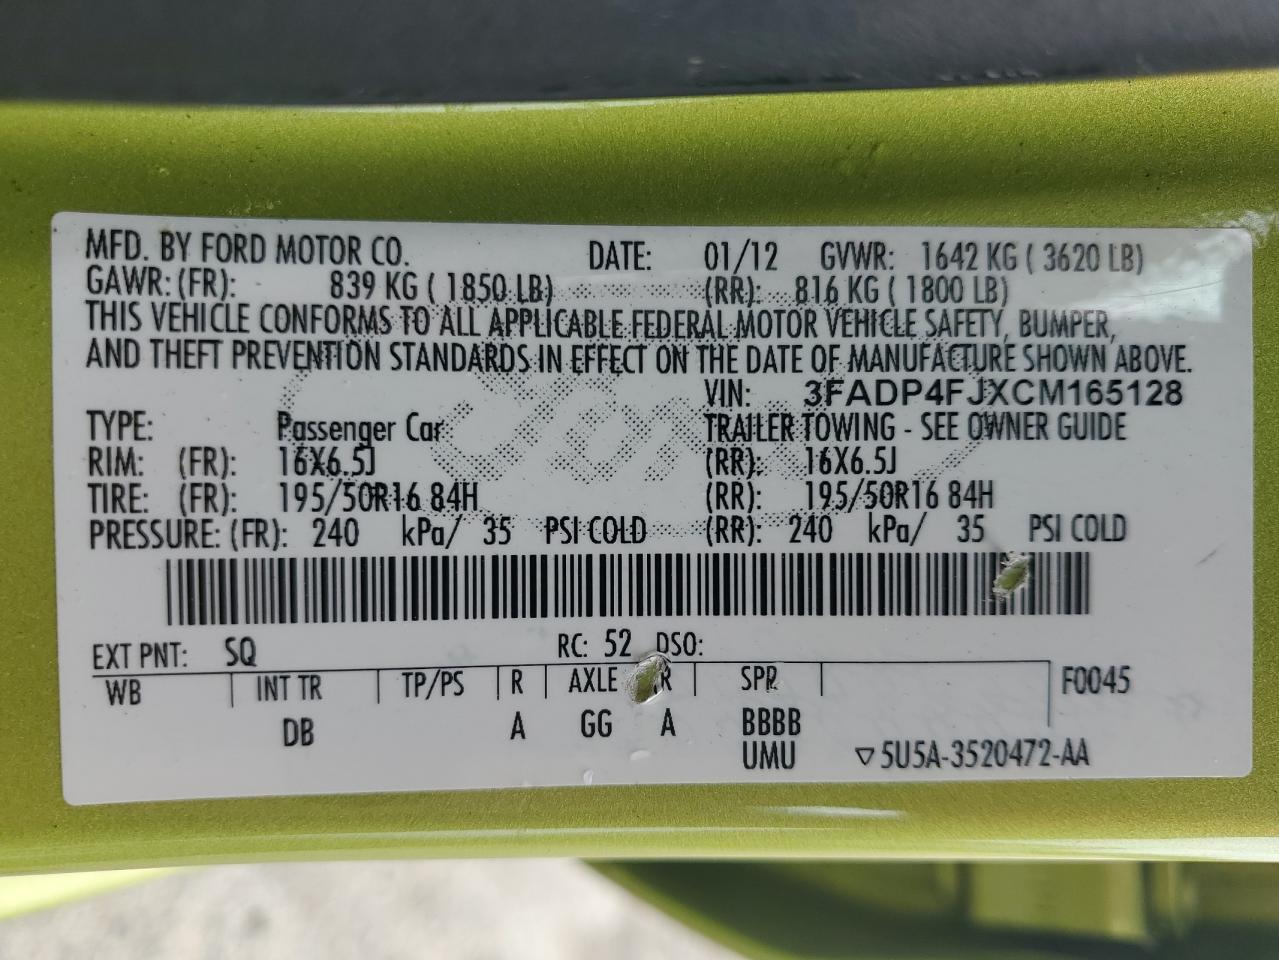 MFD. BY FORD MOTOR CO. DATE: 01/12 GVWR: 1642 KG ( 3620 LB)
GAWR: (FR): 839 KG ( 1850 LB) (RR): 816 KG ( 1800 LB)
THIS VEHICLE CONFORMS TO ALL APPLICABLE FEDERAL MOTOR VEHICLE SAFETY, BUMPER,
AND THEFT PREVENTION STANDARDS IN EFFECT ON THE DATE OF MANUFACTURE SHOWN ABOVE.
VIN: 3FADP4FJXCM165128
TYPE: Passenger Car TRAILER TOWING - SEE OWNER GUIDE
RIM: (FR): 16X6.5J (RR): 16X6.5J
TIRE: (FR): 195/50R16 84H (RR): 195/50R16 84H
PRESSURE: (FR): 240 kPa/ 35 PSI COLD (RR): 240 kPa/ 35 PSI COLD
EXT PNT: SQ RC: 52 DSO:
WB INT TR TP/PS R AXLE SPR F0045
DB A GG A BBBB
UMU ▽ 5U5A-3520472-AA